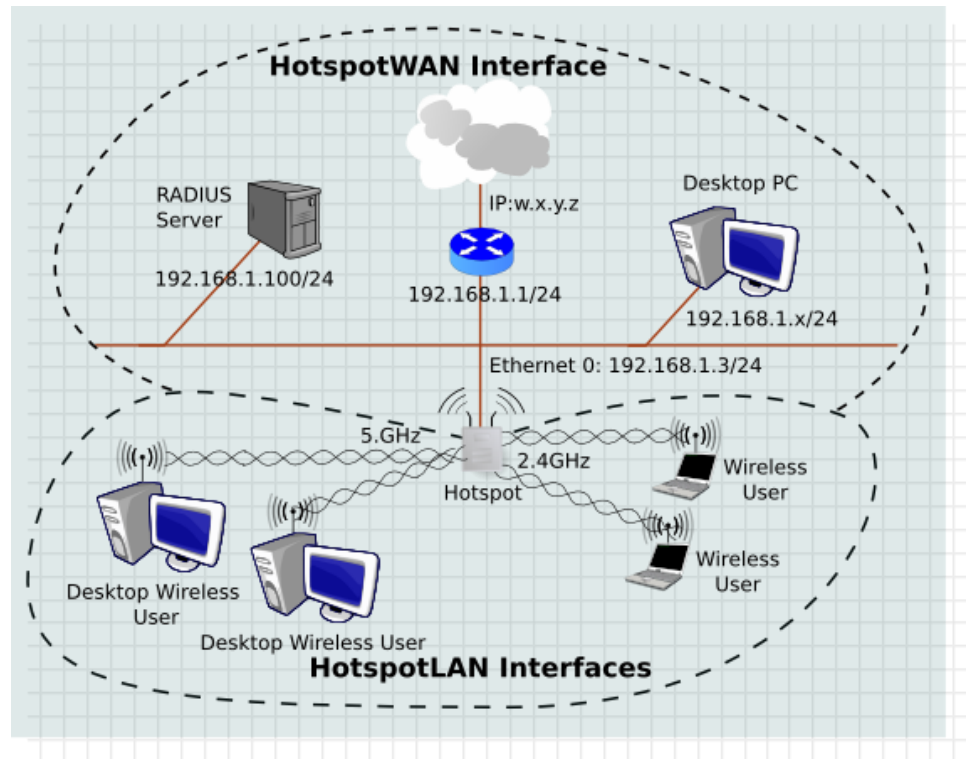 HotspotWAN Interface
RADIUS
Server
Desktop PC
IP:w.x.y.z
192.168.1.100/24
192.168.1.1/24
192.168.1.x/24
Ethernet 0: 192.168.1.3/24
5.GHz
2.4GHz
Hotspot
Wireless
User
Wireless
User
Desktop Wireless
User
Desktop Wireless User
HotspotLAN Interfaces